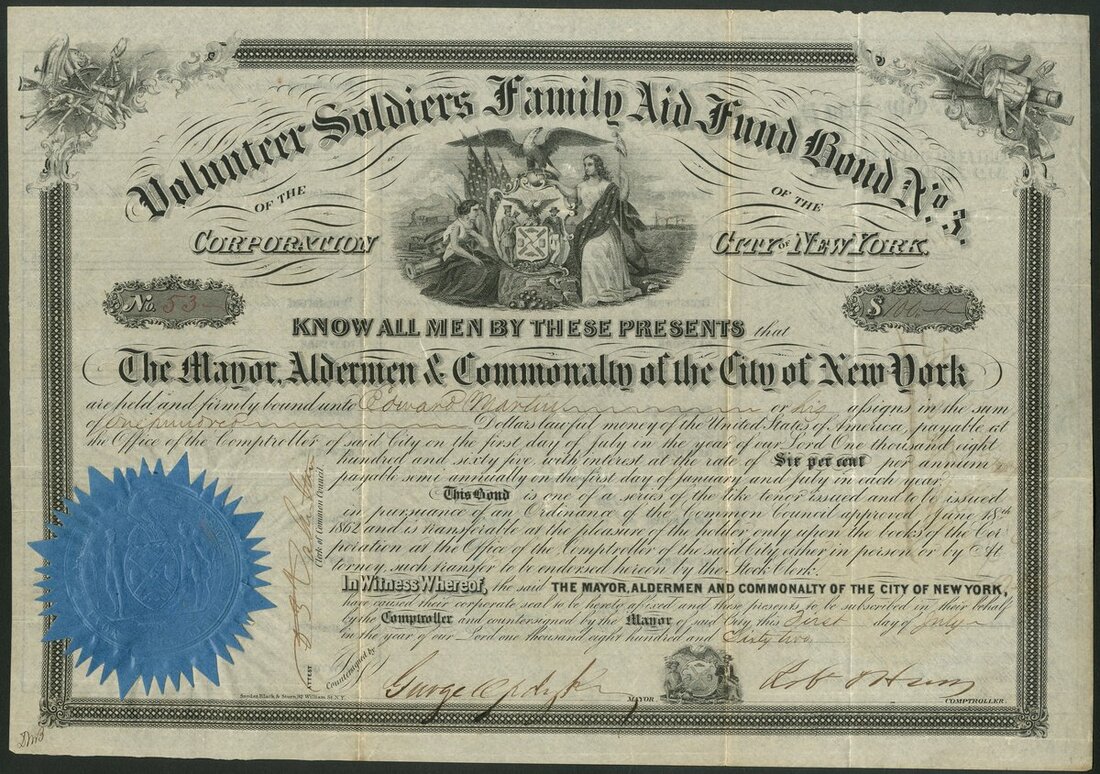 Volunteer Soldiers Family Aid Fund Bond No. 3.
OF THE OF THE
CORPORATION CITY OF NEW YORK.
No. 53 $ 100.
KNOW ALL MEN BY THESE PRESENTS that
The Mayor, Aldermen & Commonalty of the City of New York
are held and firmly bound unto Edward Martin or his assigns in the sum
of One hundred Dollars lawful money of the United States of America, payable at
the Office of the Comptroller of said City on the first day of July in the year of our Lord One thousand eight
hundred and sixty five, with interest at the rate of Six per cent per annum
payable semi annually on the first day of January and July in each year,
This Bond is one of a series of the like tenor issued and to be issued
in pursuance of an Ordinance of the Common Council approved June 18th
1862 and is transferable at the pleasure of the holder only upon the books of the Cor-
poration at the Office of the Comptroller of the said City either in person or by At-
torney, such transfer to be endorsed hereon by the Stock Clerk.
In Witness Whereof, the said THE MAYOR, ALDERMEN AND COMMONALTY OF THE CITY OF NEW YORK,
have caused their corporate seal to be hereto affixed and these presents to be subscribed in their behalf
by the Comptroller and countersigned by the Mayor of said City this First day of July
in the year of our Lord one thousand eight hundred and Sixty two
Clerk of Common Council.
ATTEST
Countersigned by
George Opdyke MAYOR
COMPTROLLER
Snyder, Black & Sturn, 92 William St. N.Y.